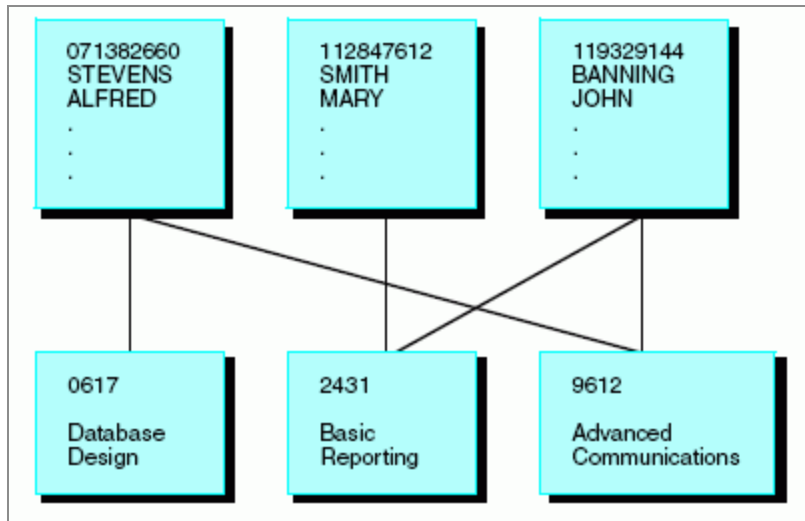 071382660
STEVENS
ALFRED
.
.
.
112847612
SMITH
MARY
.
.
.
119329144
BANNING
JOHN
.
.
.
0617
Database
Design
2431
Basic
Reporting
9612
Advanced
Communications